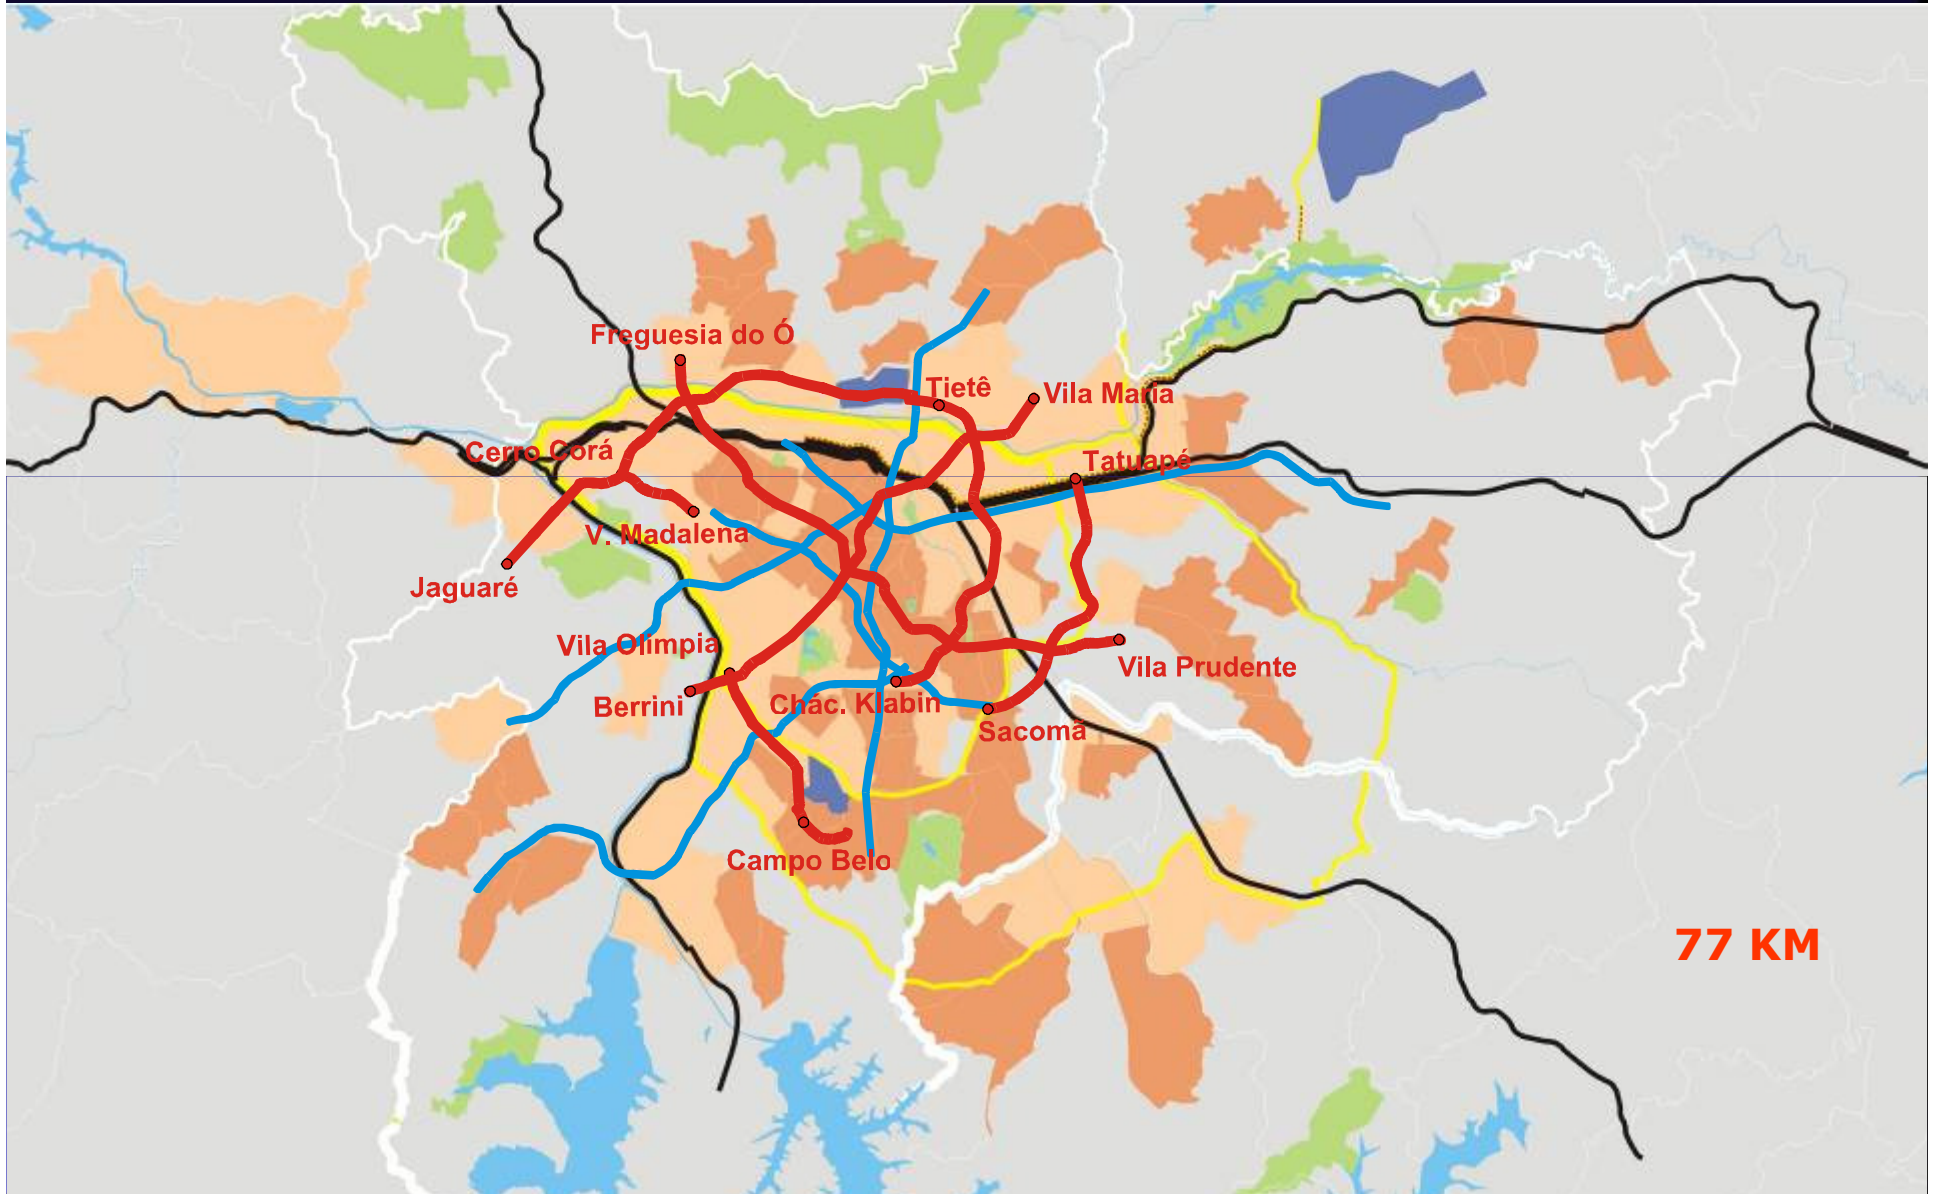 Freguesia do Ó
Tietê
Vila Maria
Cerro Corá
Tatuapé
V. Madalena
Jaguaré
Vila Olímpia
Vila Prudente
Berrini
Chác. Klabin
Sacomã
Campo Belo
77 KM